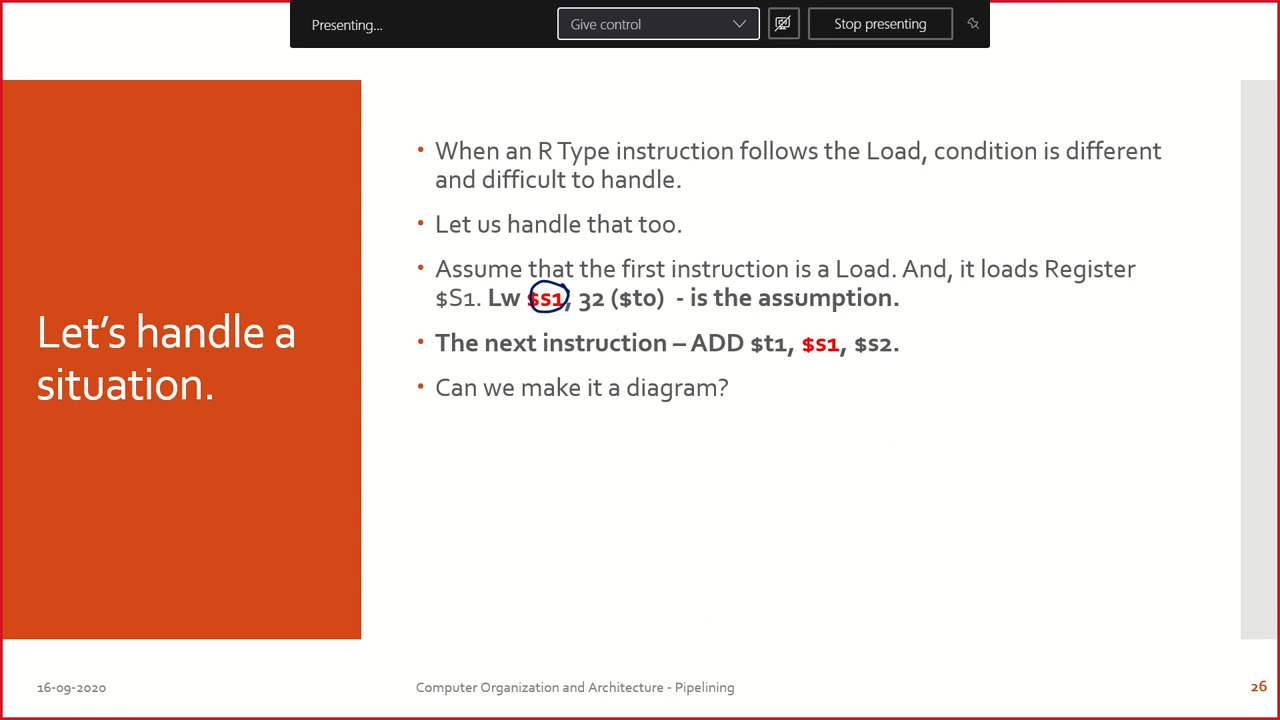 Presenting...
Give control
Stop presenting
Let's handle a
situation.
• When an R Type instruction follows the Load, condition is different
and difficult to handle.
• Let us handle that too.
• Assume that the first instruction is a Load. And, it loads Register
$S1. Lw $s1, 32 ($t0) - is the assumption.
• The next instruction – ADD $t1, $s1, $s2.
• Can we make it a diagram?
16-09-2020
Computer Organization and Architecture - Pipelining
26